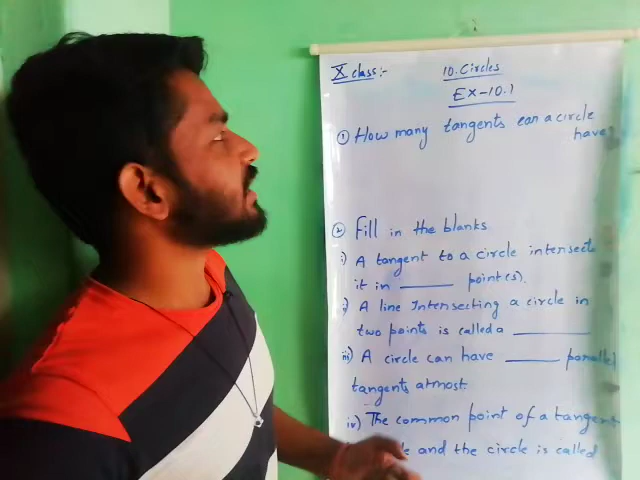 X class:-
10. Circles
Ex-10.1
① How many tangents can a circle
have?
② Fill in the blanks
i) A tangent to a circle intersects
it in ______ point(s).
ii) A line Intersecting a circle in
two points is called a ______
iii) A circle can have ______ parallel
tangents atmost.
iv) The common point of a tangent
and the circle is called